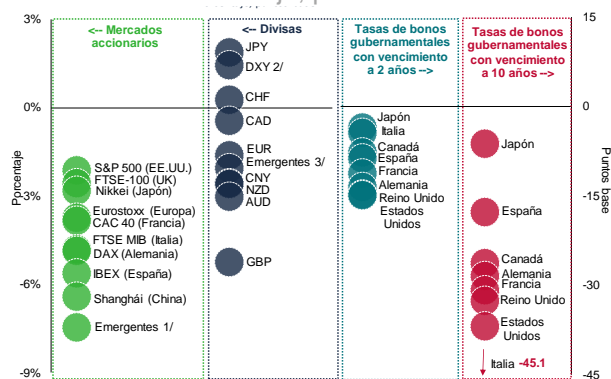 3%
0%
-3%
-6%
-9%
Porcentaje
<-- Mercados
accionarios
S&P 500 (EE.UU.)
FTSE-100 (UK)
Nikkei (Japón)
Eurostoxx (Europa)
CAC 40 (Francia)
FTSE MIB (Italia)
DAX (Alemania)
IBEX (España)
Shanghái (China)
Emergentes 1/
<-- Divisas
JPY
DXY 2/
CHF
CAD
EUR
Emergentes 3/
CNY
NZD
AUD
GBP
Tasas de bonos
gubernamentales
con vencimiento
a 2 años -->
Japón
Italia
Canadá
España
Francia
Alemania
Reino Unido
Estados
Unidos
Tasas de bonos
gubernamentales
con vencimiento
a 10 años -->
Japón
España
Canadá
Alemania
Francia
Reino Unido
Estados
Unidos
Italia -45.1
15
0
-15
-30
-45
Puntos base